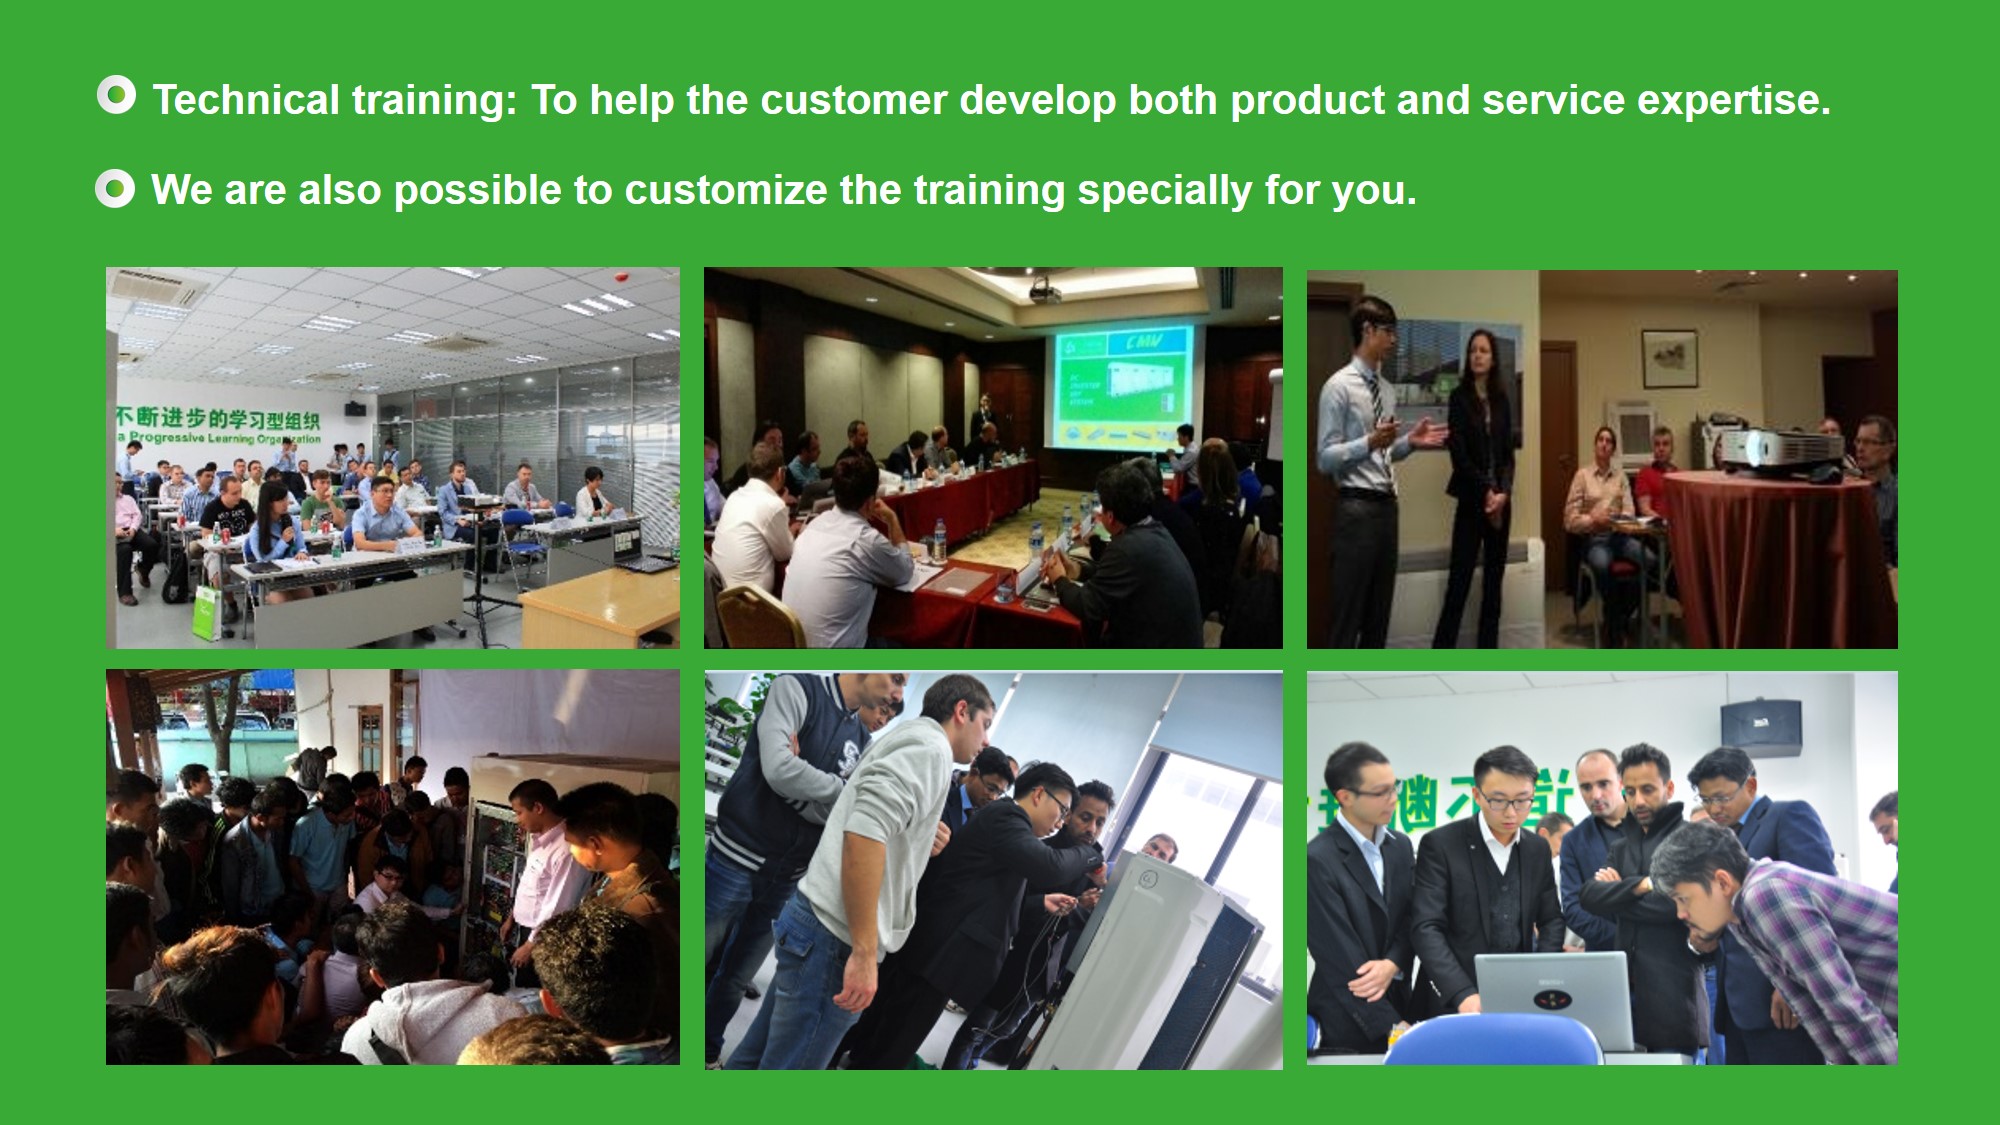 Technical training: To help the customer develop both product and service expertise.
We are also possible to customize the training specially for you.
不断进步的学习型组织
a Progressive Learning Organization
CMV